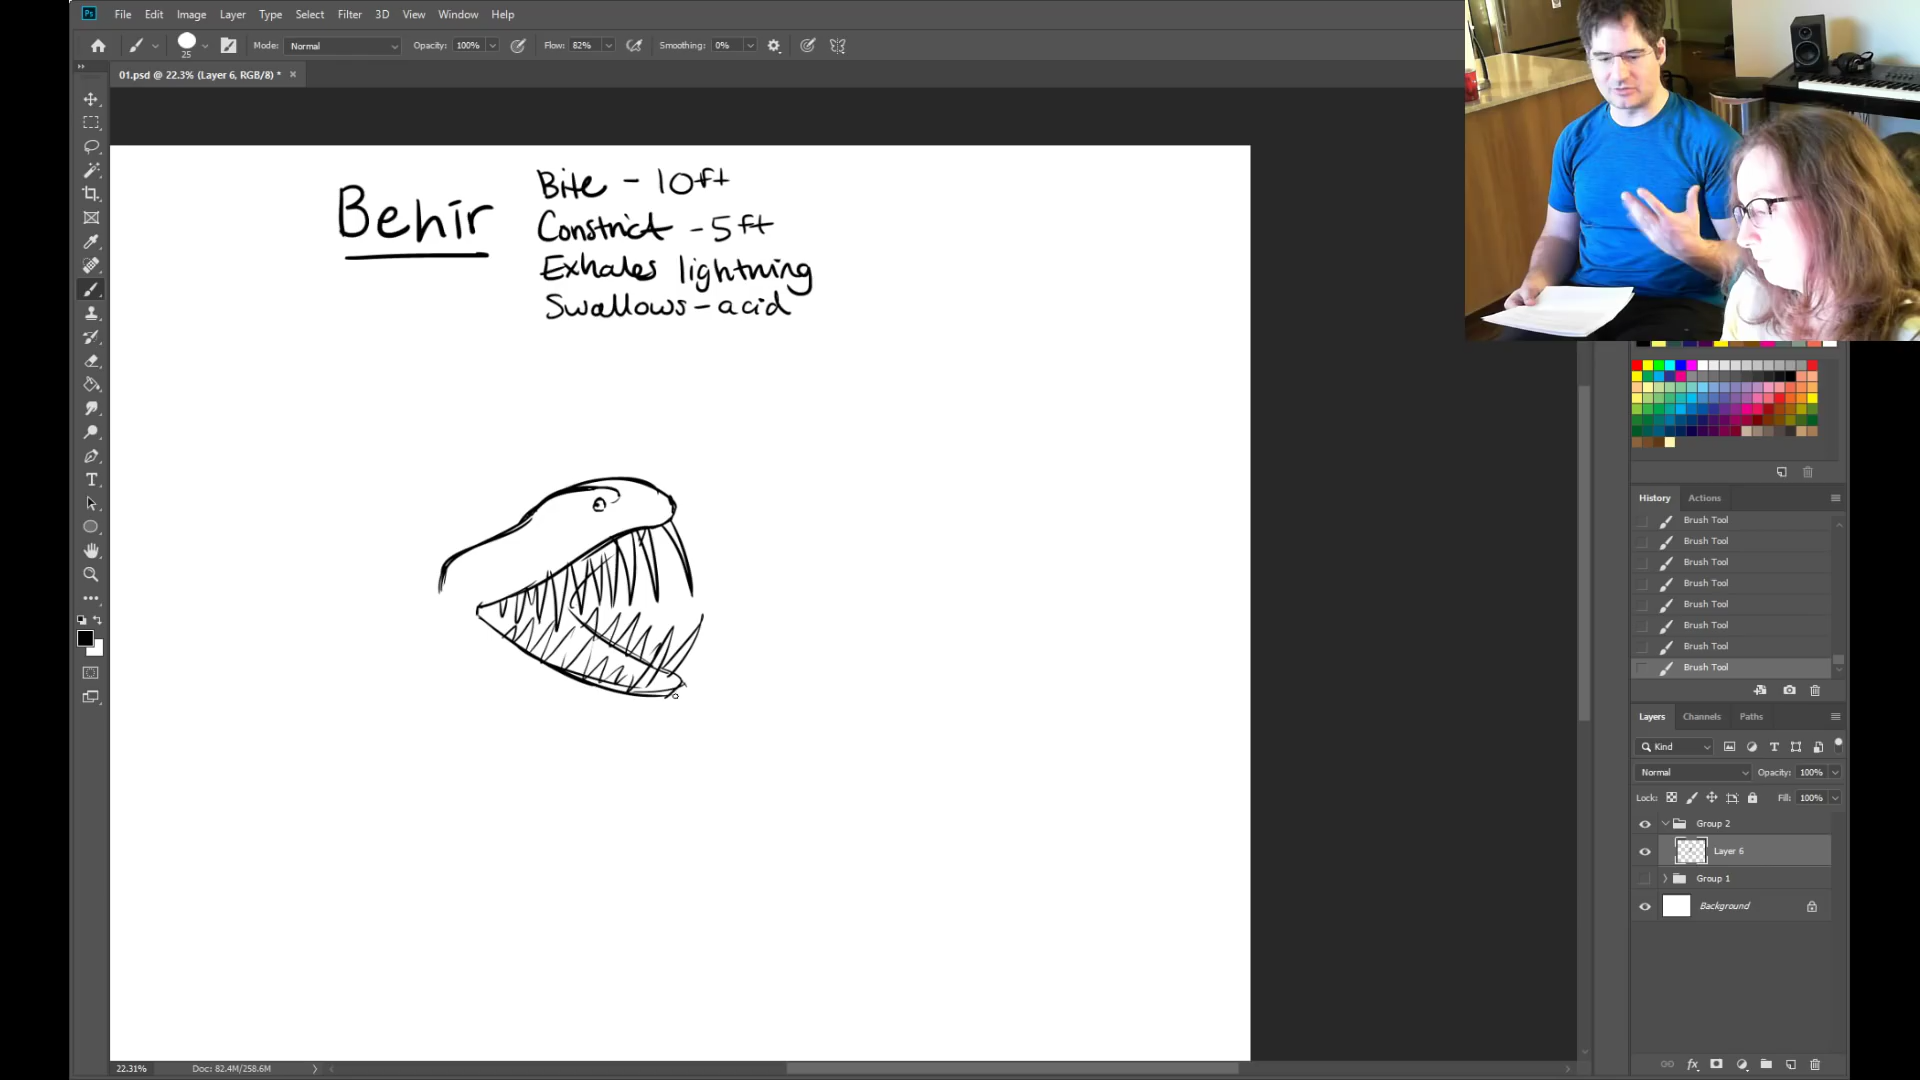 Ps File Edit Image Layer Type Select Filter 3D View Window Help
25 Mode: Normal Opacity: 100% Flow: 82% Smoothing: 0%
01.psd @ 22.3% (Layer 6, RGB/8) *
Behir
Bite - 10ft
Constrict - 5ft
Exhales lightning
Swallows - acid
T
History Actions
Brush Tool
Brush Tool
Brush Tool
Brush Tool
Brush Tool
Brush Tool
Brush Tool
Brush Tool
Layers Channels Paths
Kind
Normal Opacity: 100%
Lock: Fill: 100%
Group 2
Layer 6
Group 1
Background
fx
22.31% Doc: 82.4M/258.6M